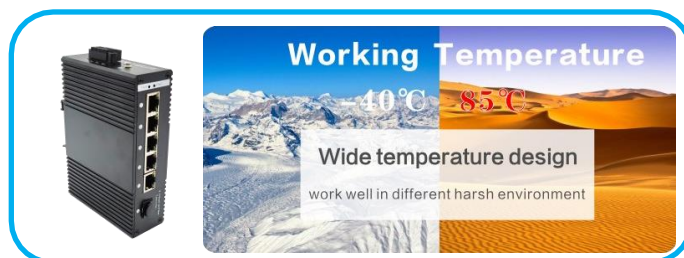 Working Temperature
-40℃ 85℃
Wide temperature design
work well in different harsh environment